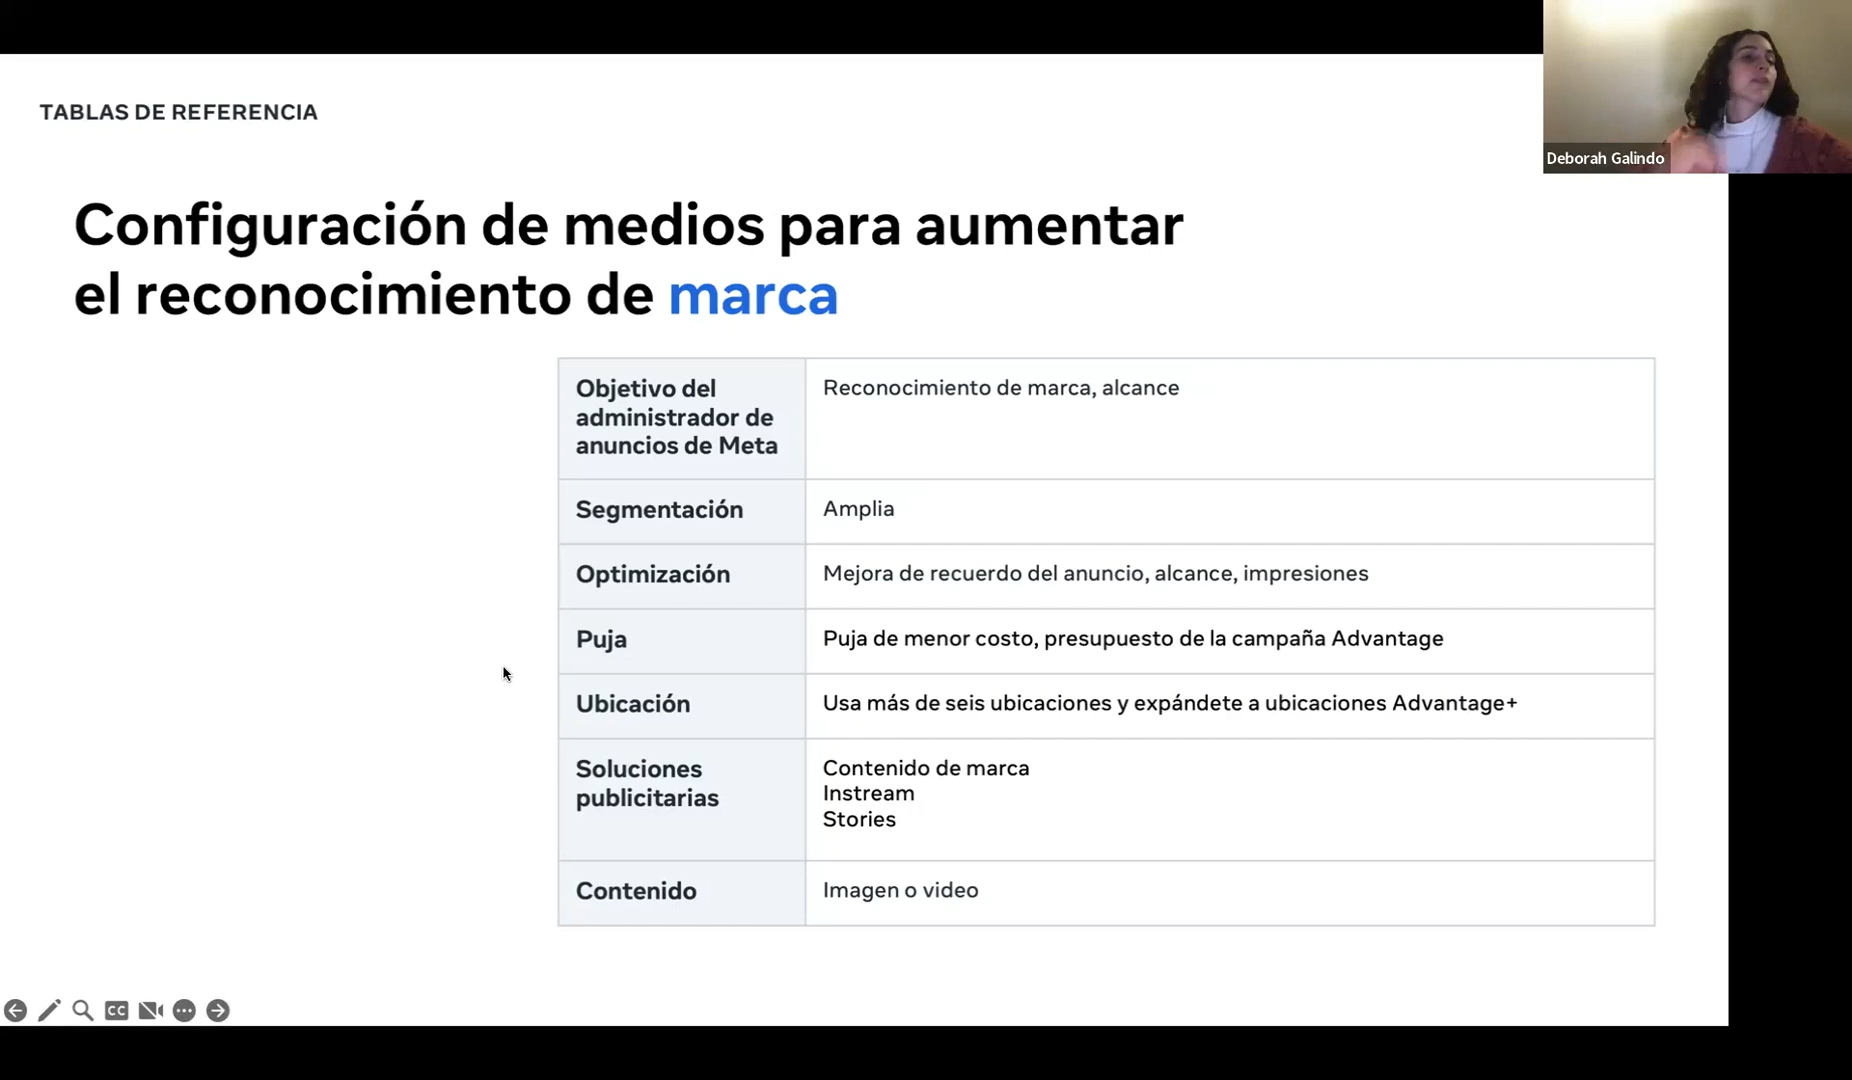 TABLAS DE REFERENCIA
Deborah Galindo
Configuración de medios para aumentar
el reconocimiento de marca
Objetivo del
administrador de
anuncios de Meta
Reconocimiento de marca, alcance
Segmentación
Amplia
Optimización
Mejora de recuerdo del anuncio, alcance, impresiones
Puja
Puja de menor costo, presupuesto de la campaña Advantage
Ubicación
Usa más de seis ubicaciones y expándete a ubicaciones Advantage+
Soluciones
publicitarias
Contenido de marca
Instream
Stories
Contenido
Imagen o video
CC